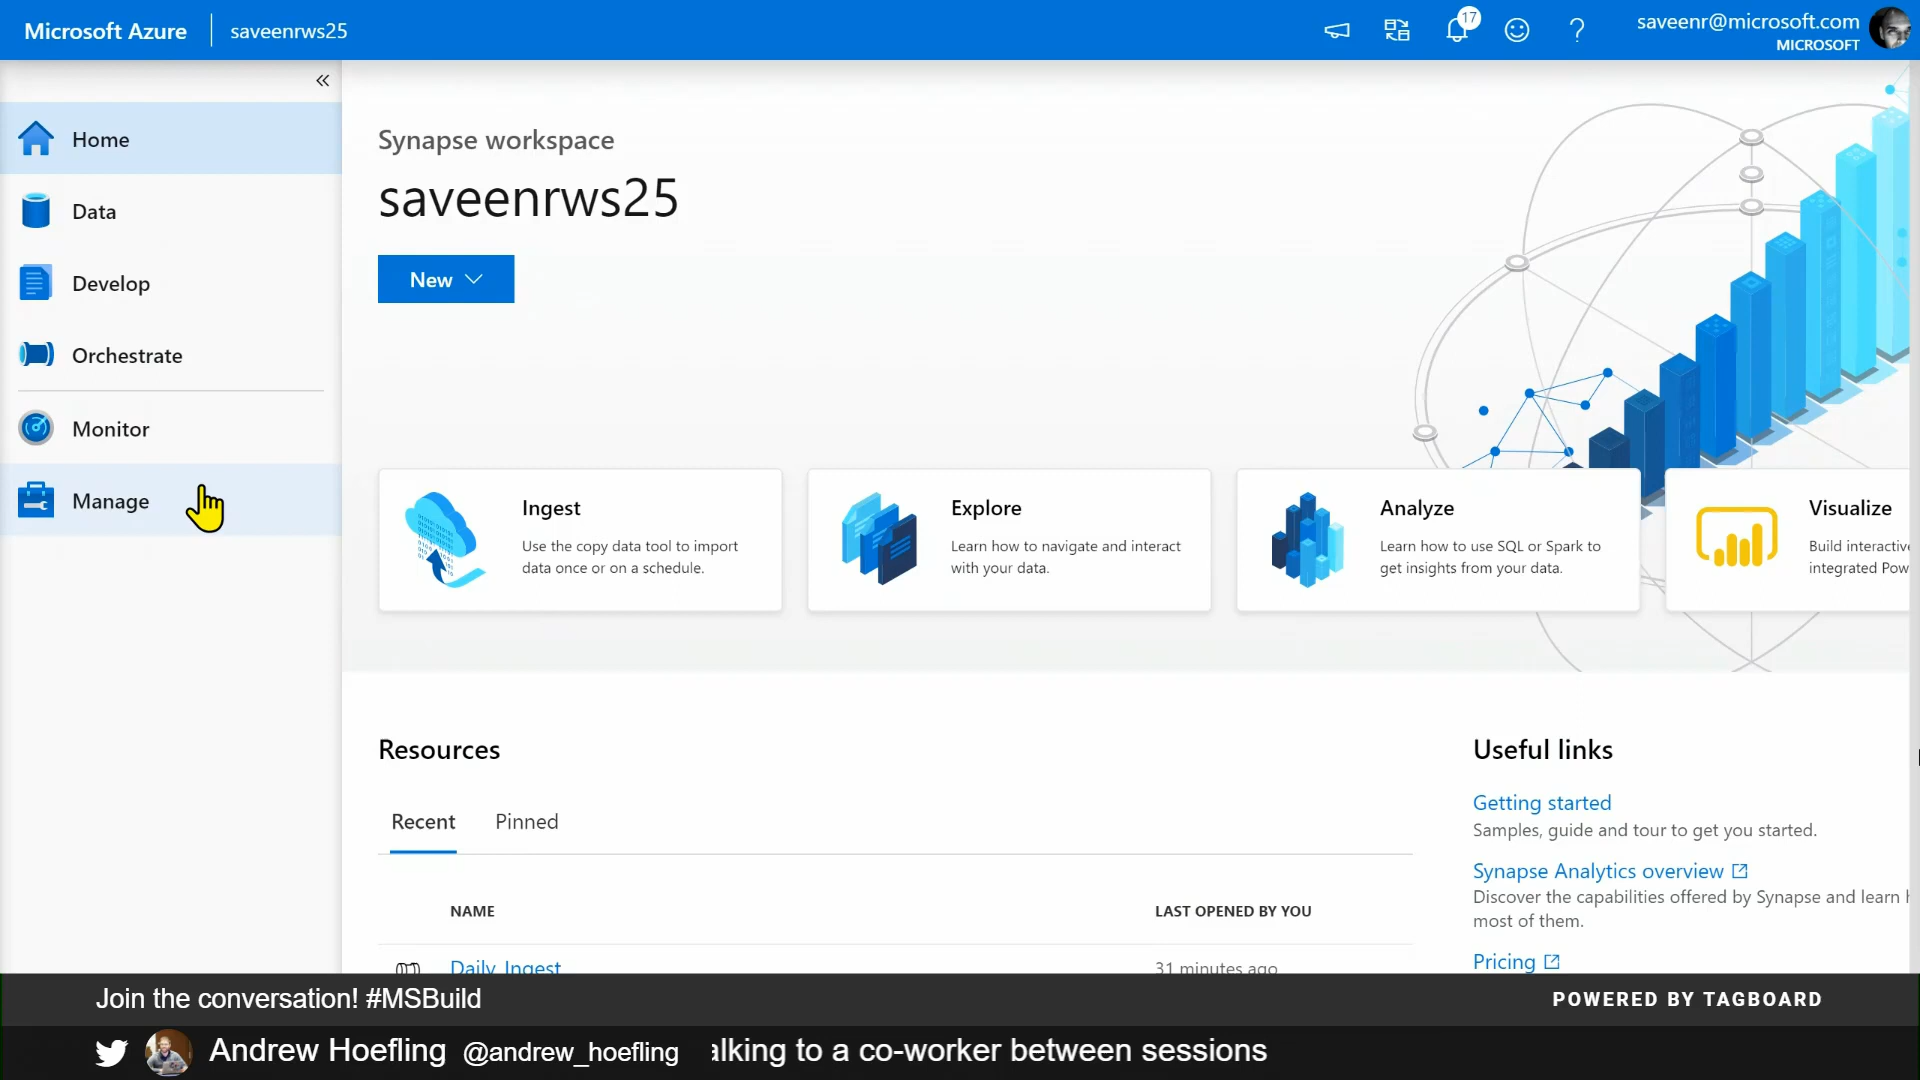 Microsoft Azure
saveenrws25
17
saveenr@microsoft.com
MICROSOFT
Home
Data
Develop
Orchestrate
Monitor
Manage
Synapse workspace
saveenrws25
New
Ingest
Use the copy data tool to import
data once or on a schedule.
Explore
Learn how to navigate and interact
with your data.
Analyze
Learn how to use SQL or Spark to
get insights from your data.
Visualize
Build interactive
integrated Pow
Resources
Recent
Pinned
NAME
LAST OPENED BY YOU
Daily Ingest
31 minutes ago
Useful links
Getting started
Samples, guide and tour to get you started.
Synapse Analytics overview
Discover the capabilities offered by Synapse and learn h
most of them.
Pricing
Join the conversation! #MSBuild
POWERED BY TAGBOARD
Andrew Hoefling @andrew_hoefling alking to a co-worker between sessions